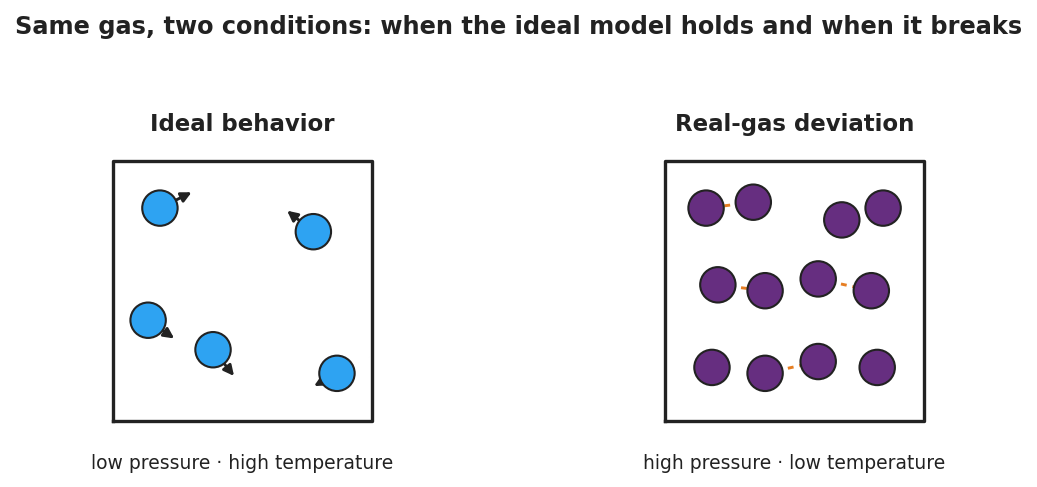 Same gas, two conditions: when the ideal model holds and when it breaks
Ideal behavior
Real-gas deviation
low pressure · high temperature
high pressure · low temperature